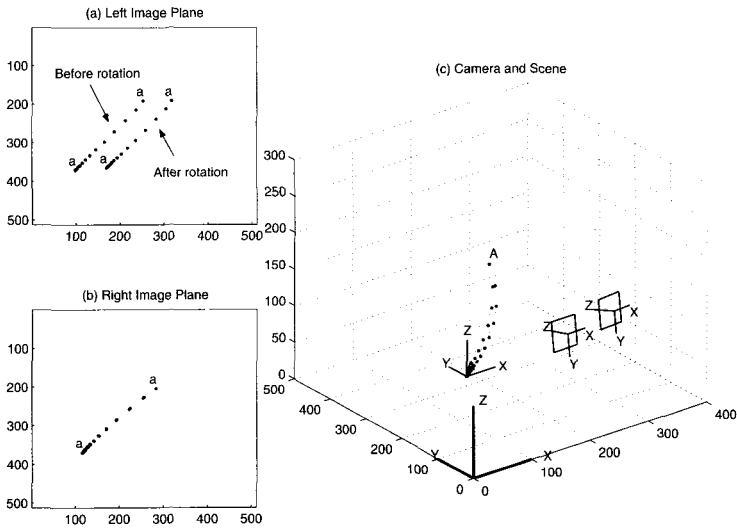 (a) Left Image Plane
100
200
300
400
500
100 200 300 400 500
Before rotation
a
a
a
a
After rotation
(b) Right Image Plane
100
200
300
400
500
100 200 300 400 500
a
a
(c) Camera and Scene
300
250
200
150
100
50
0
500
400
300
200
100
0
0
100
200
300
400
A
Z
Y
X
Z
X
Y
Z
X
Y
Z
Y
X